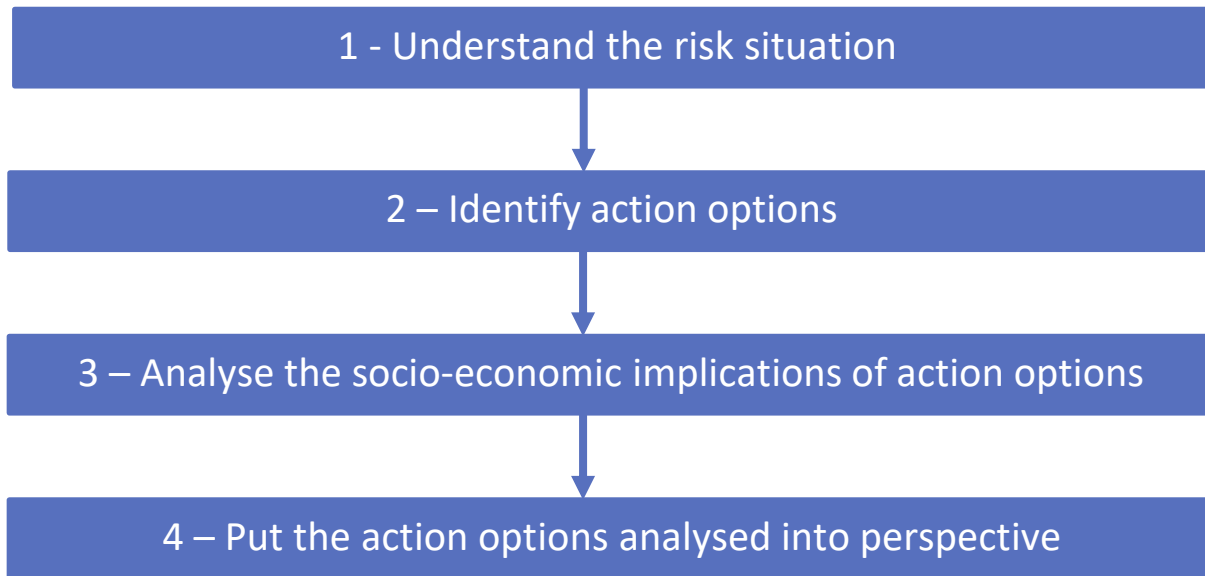 1 - Understand the risk situation
2 – Identify action options
3 – Analyse the socio-economic implications of action options
4 – Put the action options analysed into perspective